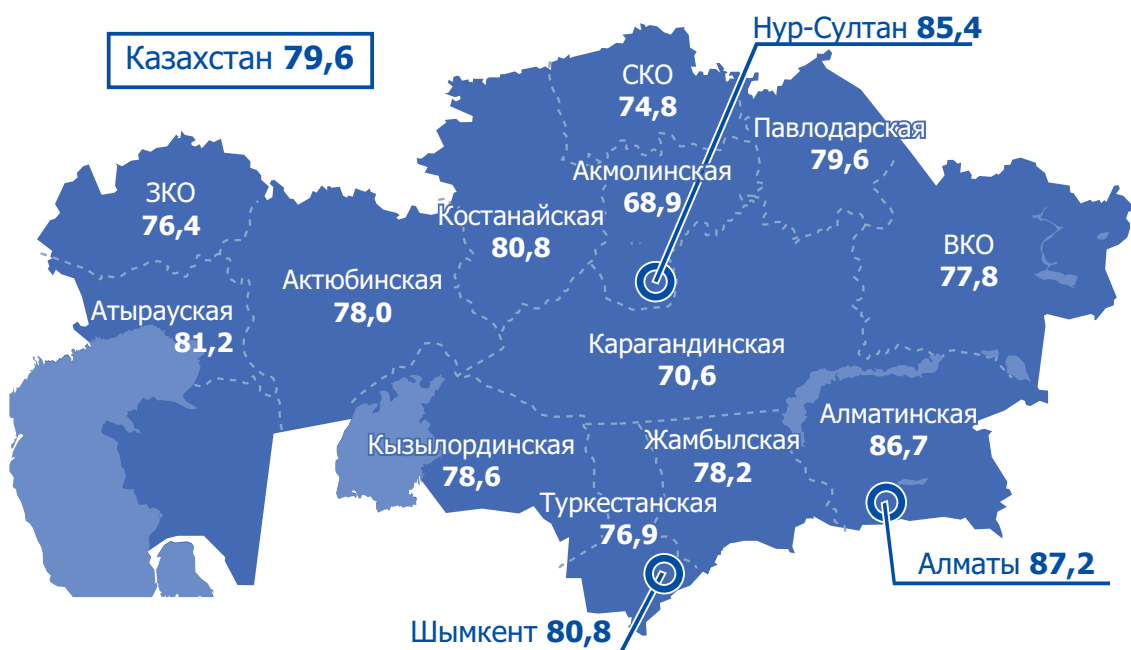 Казахстан 79,6
Нур-Султан 85,4
СКО
74,8
Павлодарская
79,6
Акмолинская
68,9
ЗКО
76,4
Костанайская
80,8
ВКО
77,8
Актюбинская
78,0
Атырауская
81,2
Карагандинская
70,6
Алматинская
86,7
Кызылординская
78,6
Жамбылская
78,2
Туркестанская
76,9
Алматы 87,2
Шымкент 80,8